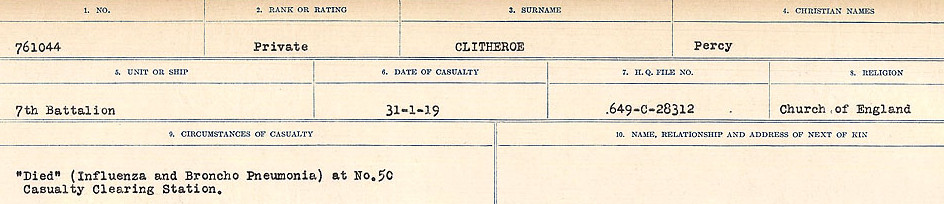 1. NO. 2. RANK OR RATING 3. SURNAME 4. CHRISTIAN NAMES
761044 Private CLITHEROE Percy
5. UNIT OR SHIP 6. DATE OF CASUALTY 7. H.Q. FILE NO. 8. RELIGION
7th Battalion 31-1-19 .649-C-28312 Church of England
9. CIRCUMSTANCES OF CASUALTY 10. NAME, RELATIONSHIP AND ADDRESS OF NEXT OF KIN
"Died" (Influenza and Broncho Pneumonia) at No.50
Casualty Clearing Station.